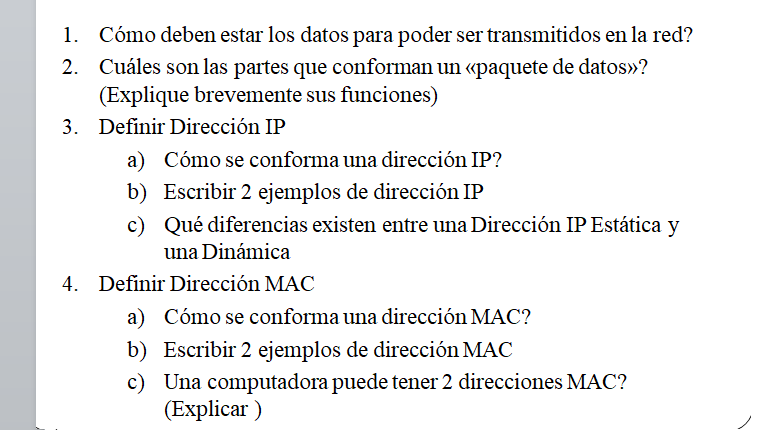 1. Cómo deben estar los datos para poder ser transmitidos en la red?
2. Cuáles son las partes que conforman un «paquete de datos»?
(Explique brevemente sus funciones)
3. Definir Dirección IP
a) Cómo se conforma una dirección IP?
b) Escribir 2 ejemplos de dirección IP
c) Qué diferencias existen entre una Dirección IP Estática y
una Dinámica
4. Definir Dirección MAC
a) Cómo se conforma una dirección MAC?
b) Escribir 2 ejemplos de dirección MAC
c) Una computadora puede tener 2 direcciones MAC?
(Explicar )